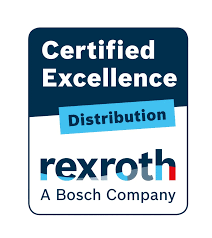 Certified
Excellence
Distribution
rexroth
A Bosch Company